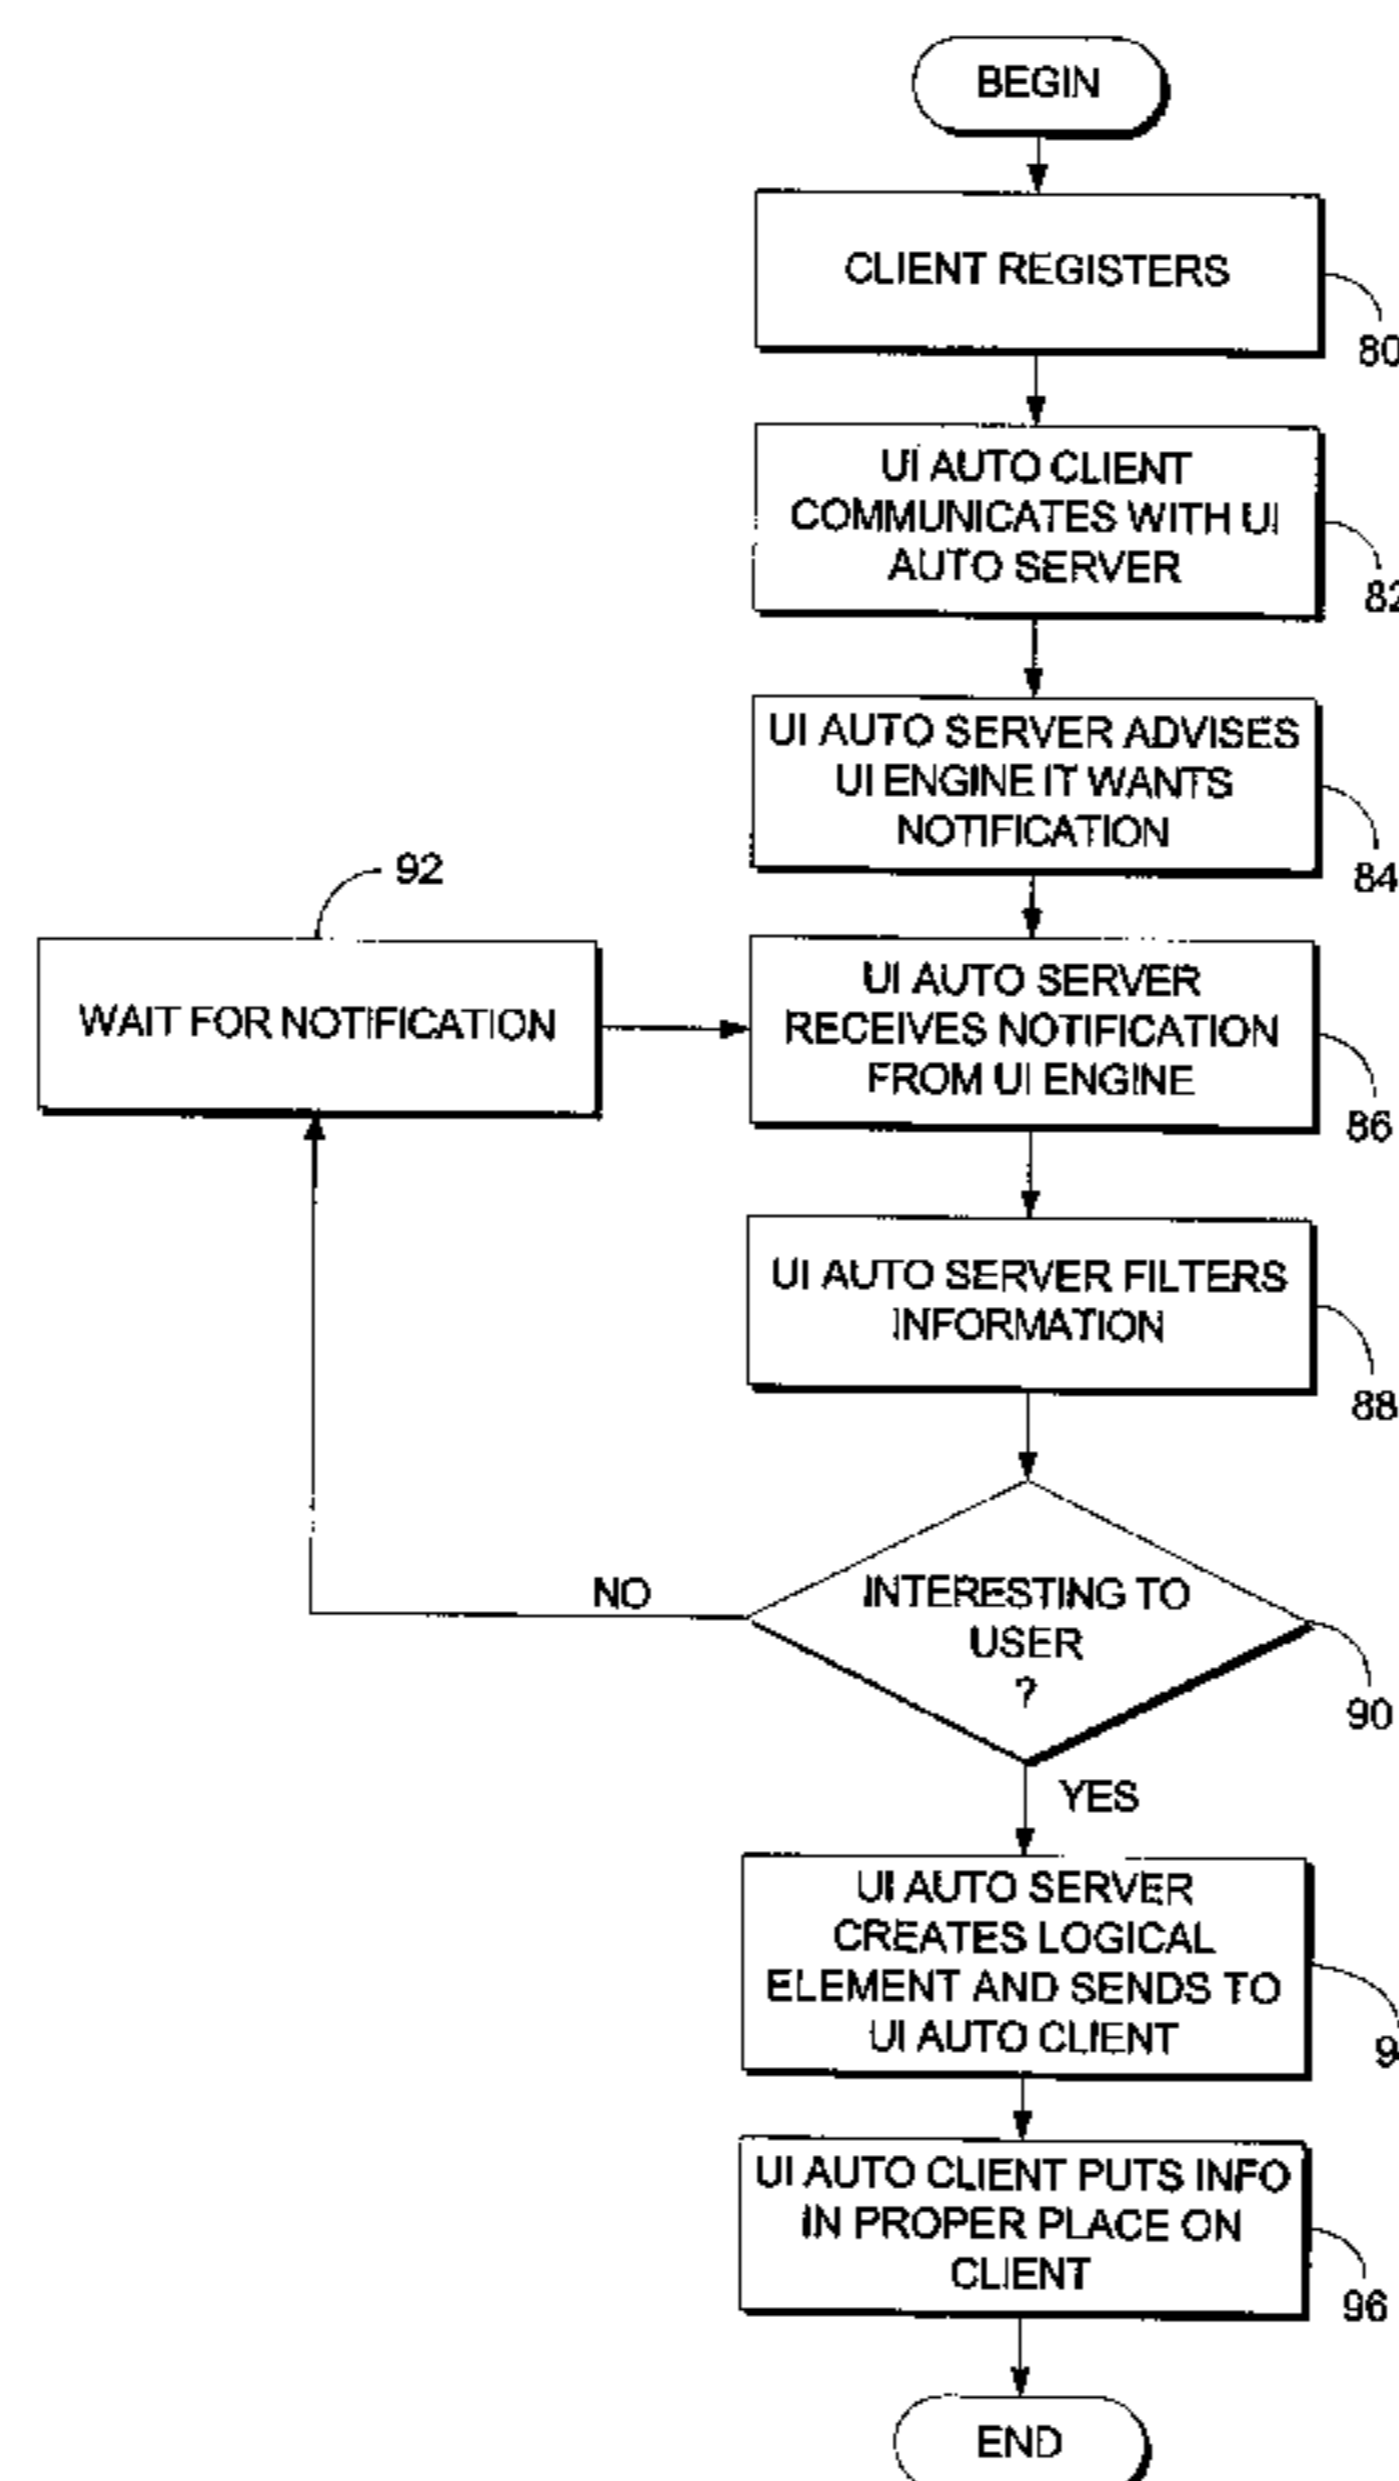 BEGIN
CLIENT REGISTERS
80
UI AUTO CLIENT
COMMUNICATES WITH UI
AUTO SERVER
82
UI AUTO SERVER ADVISES
UI ENGINE IT WANTS
NOTIFICATION
84
92
WAIT FOR NOTIFICATION
UI AUTO SERVER
RECEIVES NOTIFICATION
FROM UI ENGINE
86
UI AUTO SERVER FILTERS
INFORMATION
88
INTERESTING TO
USER
?
NO
90
YES
UI AUTO SERVER
CREATES LOGICAL
ELEMENT AND SENDS TO
UI AUTO CLIENT
UI AUTO CLIENT PUTS INFO
IN PROPER PLACE ON
CLIENT
96
END